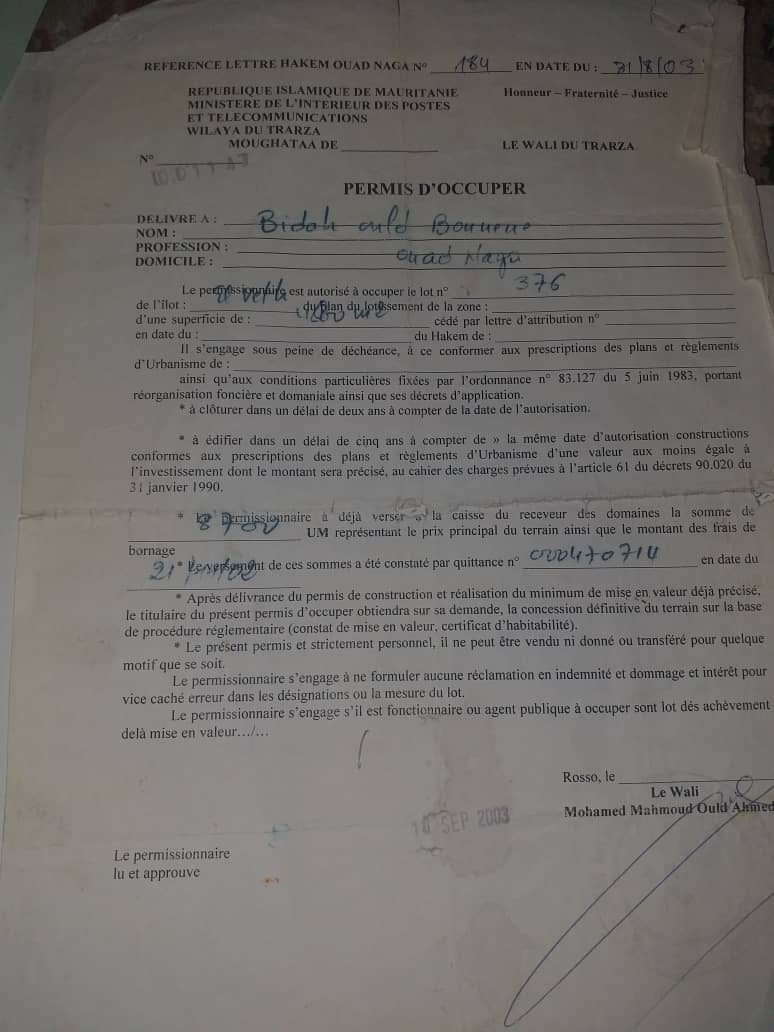 REFERENCE LETTRE HAKEM OUAD NAGA N° 184 EN DATE DU : 31/8/03
REPUBLIQUE ISLAMIQUE DE MAURITANIE Honneur – Fraternité – Justice
MINISTERE DE L'INTERIEUR DES POSTES
ET TELECOMMUNICATIONS
WILAYA DU TRARZA
MOUGHATAA DE LE WALI DU TRARZA
N°
PERMIS D'OCCUPER
DELIVRE A : Bidah ould
NOM :
PROFESSION :
DOMICILE : Ouad Naga
Le permissionnaire est autorisé à occuper le lot n° 376
de l'îlot : du plan du lotissement de la zone :
d'une superficie de : cédé par lettre d'attribution n°
en date du : du Hakem de :
Il s'engage sous peine de déchéance, à ce conformer aux prescriptions des plans et règlements
d'Urbanisme de :
ainsi qu'aux conditions particulières fixées par l'ordonnance n° 83.127 du 5 juin 1983, portant
réorganisation foncière et domaniale ainsi que ses décrets d'application.
* à clôturer dans un délai de deux ans à compter de la date de l'autorisation.
* à édifier dans un délai de cinq ans à compter de » la même date d'autorisation constructions
conformes aux prescriptions des plans et règlements d'Urbanisme d'une valeur aux moins égale à
l'investissement dont le montant sera précisé, au cahier des charges prévues à l'article 61 du décrets 90.020 du
31 janvier 1990.
* Le permissionnaire à déjà verser à la caisse du receveur des domaines la somme de
UM représentant le prix principal du terrain ainsi que le montant des frais de
bornage
* Le versement de ces sommes a été constaté par quittance n° 000470714 en date du
* Après délivrance du permis de construction et réalisation du minimum de mise en valeur déjà précisé,
le titulaire du présent permis d'occuper obtiendra sur sa demande, la concession définitive du terrain sur la base
de procédure réglementaire (constat de mise en valeur, certificat d'habitabilité).
* Le présent permis et strictement personnel, il ne peut être vendu ni donné ou transféré pour quelque
motif que se soit.
Le permissionnaire s'engage à ne formuler aucune réclamation en indemnité et dommage et intérêt pour
vice caché erreur dans les désignations ou la mesure du lot.
Le permissionnaire s'engage s'il est fonctionnaire ou agent publique à occuper sont lot dés achèvement
delà mise en valeur.../...
Rosso, le
Le Wali
Mohamed Mahmoud Ould Ahmed
SEP 2003
Le permissionnaire
lu et approuve